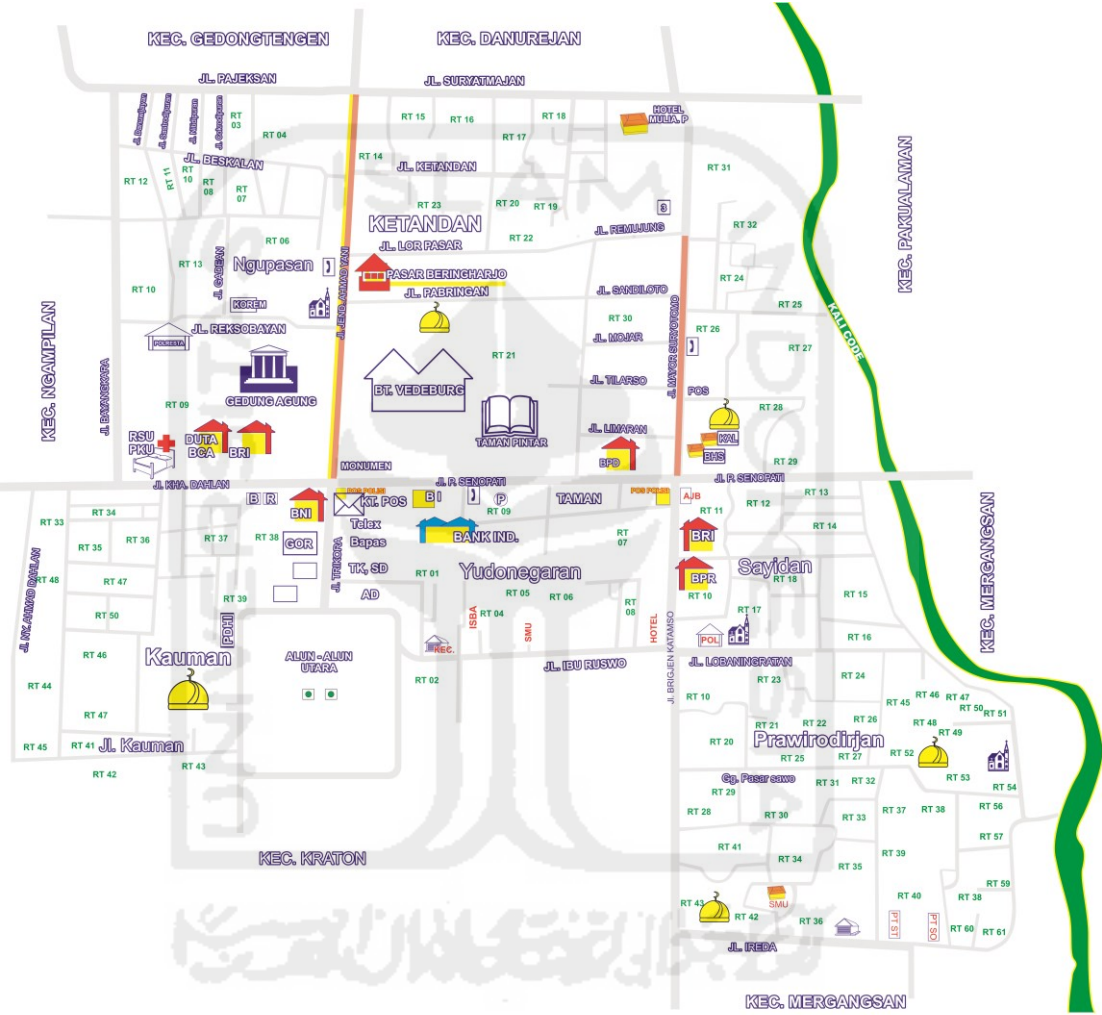 KEC. GEDONGTENGEN
KEC. DANUREJAN
JL. PAJEKSAN
JL. SURYATMAJAN
RT 03
RT 04
RT 15
RT 16
RT 18
RT 17
HOTEL
MULIA. P
JL. BESKALAN
RT 14
JL. KETANDAN
RT 31
KEC. PAKUALAMAN
RT 12
RT 11
RT 10
RT 08
RT 07
RT 23
RT 20
RT 19
3
KETANDAN
RT 22
JL. REMUJUNG
RT 32
RT 06
JL. LOR PASAR
RT 13
Ngupasan
J. GABEAN
J. JEND. AHMAD YANI
PASAR BERINGHARJO
RT 24
RT 10
JL. PABRINGAN
JL. SANDILOTO
RT 25
KOREM
KEC. NGAMPILAN
JL. REKSOBAYAN
RT 30
RT 26
KALI CODE
POLRESTA
JL. MOJAR
RT 27
RT 21
J. MAYOR SURYOTOMO
J. BAYANGKARA
GEDUNG AGUNG
BT. VEDEBURG
JL. TILARSO
POS
RT 09
RT 28
RSU
PKU
DUTA
BCA
BRI
TAMAN PINTAR
JL. LIMARAN
KAL
BHS
BPD
RT 29
MONUMEN
JL. KHA. DAHLAN
JL. P. SENOPATI
JL. P. SENOPATI
POS POLISI
POS POLISI
B R
BNI
KT. POS
B I
P
TAMAN
AJB
RT 13
RT 12
RT 11
RT 09
RT 34
RT 33
Telex
RT 14
RT 35
RT 36
RT 37
RT 38
GOR
Bapas
BANK IND.
RT 07
BRI
J. NY. AHMAD DAHLAN
J. TRIKORA
KEC. MERGANGSAN
RT 48
RT 47
TK, SD
RT 01
Yudonegaran
BPR
Sayidan
RT 18
RT 39
AD
RT 05
RT 06
RT 10
RT 15
RT 50
ISBA
RT 04
SMU
RT 08
HOTEL
RT 17
PDHI
POL
RT 16
KEC.
RT 46
Kauman
ALUN - ALUN
UTARA
JL. IBU RUSWO
Jl. BRIGJEN KATAMSO
JL. LOBANINGRATAN
RT 44
RT 02
RT 23
RT 24
RT 10
RT 45
RT 46
RT 47
RT 50
RT 51
RT 47
RT 21
RT 22
RT 26
RT 48
RT 49
RT 45
RT 41
Jl. Kauman
RT 20
Prawirodirjan
RT 52
RT 42
RT 43
RT 25
RT 27
Gg. Pasar sawo
RT 31
RT 32
RT 53
RT 54
RT 29
RT 28
RT 30
RT 33
RT 37
RT 38
RT 56
RT 57
RT 41
KEC. KRATON
RT 34
RT 35
RT 39
RT 59
RT 43
SMU
RT 40
RT 38
RT 42
RT 36
PT ST
PT SO
RT 60
RT 61
JL. IREDA
KEC. MERGANGSAN
ISLAM